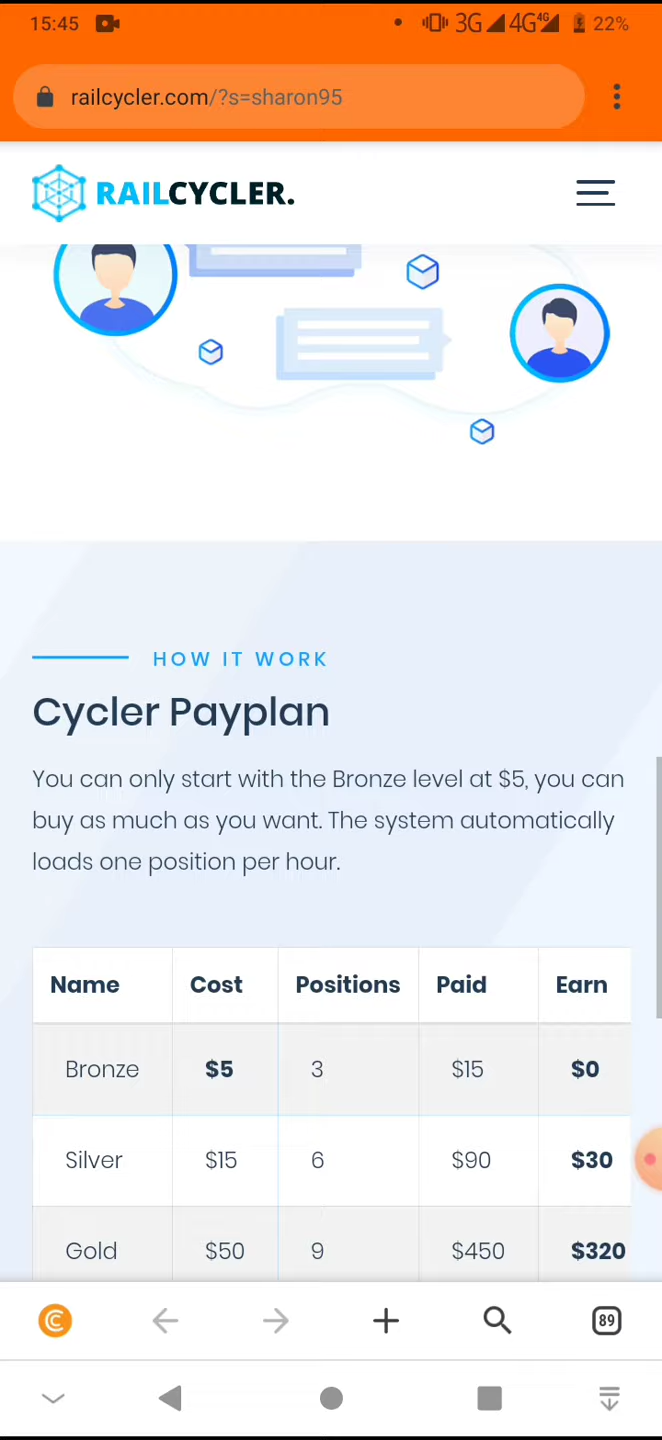 15:45 3G 4G 4G 22%
railcycler.com/?s=sharon95
RAILCYCLER.
HOW IT WORK
Cycler Payplan
You can only start with the Bronze level at $5, you can
buy as much as you want. The system automatically
loads one position per hour.
Name Cost Positions Paid Earn
Bronze $5 3 $15 $0
Silver $15 6 $90 $30
Gold $50 9 $450 $320
89